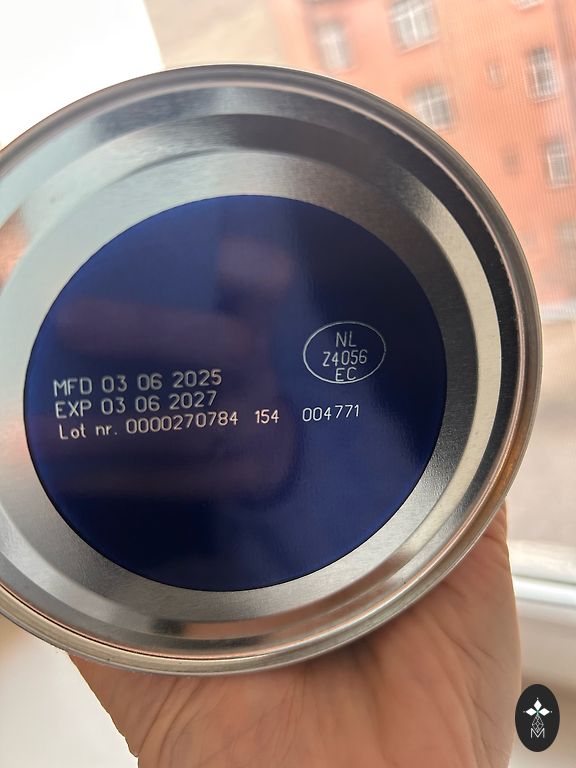 NL
Z4056
EC
MFD 03 06 2025
EXP 03 06 2027
Lot nr. 0000270784 154 004771
M